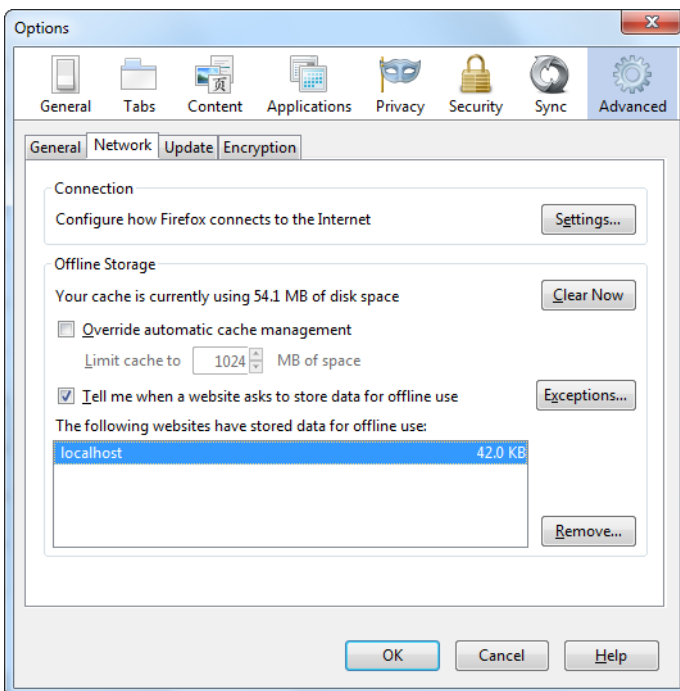 Options
General Tabs Content Applications Privacy Security Sync Advanced
General Network Update Encryption
Connection
Configure how Firefox connects to the Internet Settings...
Offline Storage
Your cache is currently using 54.1 MB of disk space Clear Now
Override automatic cache management
Limit cache to 1024 MB of space
Tell me when a website asks to store data for offline use Exceptions...
The following websites have stored data for offline use:
localhost 42.0 KB
Remove...
OK Cancel Help